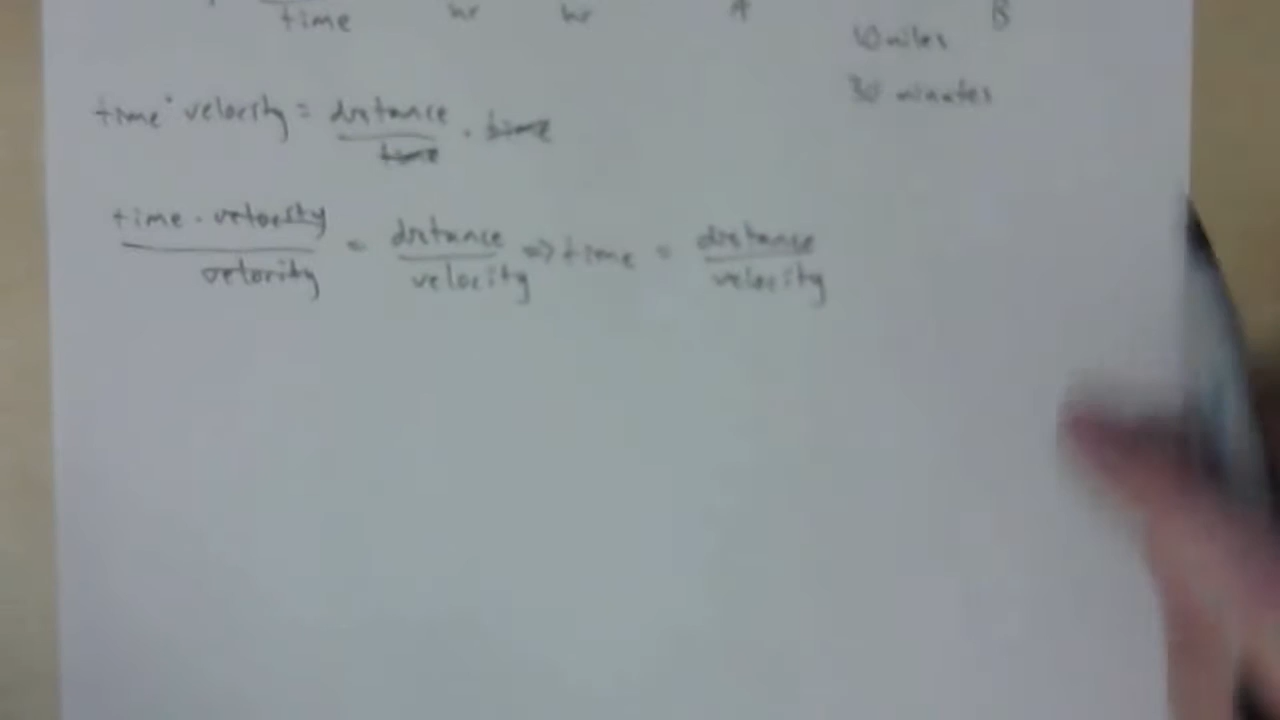 time hr hr A B
10 miles
30 minutes
time · velocity = distance / time · time
time · velocity / velocity = distance / velocity => time = distance / velocity